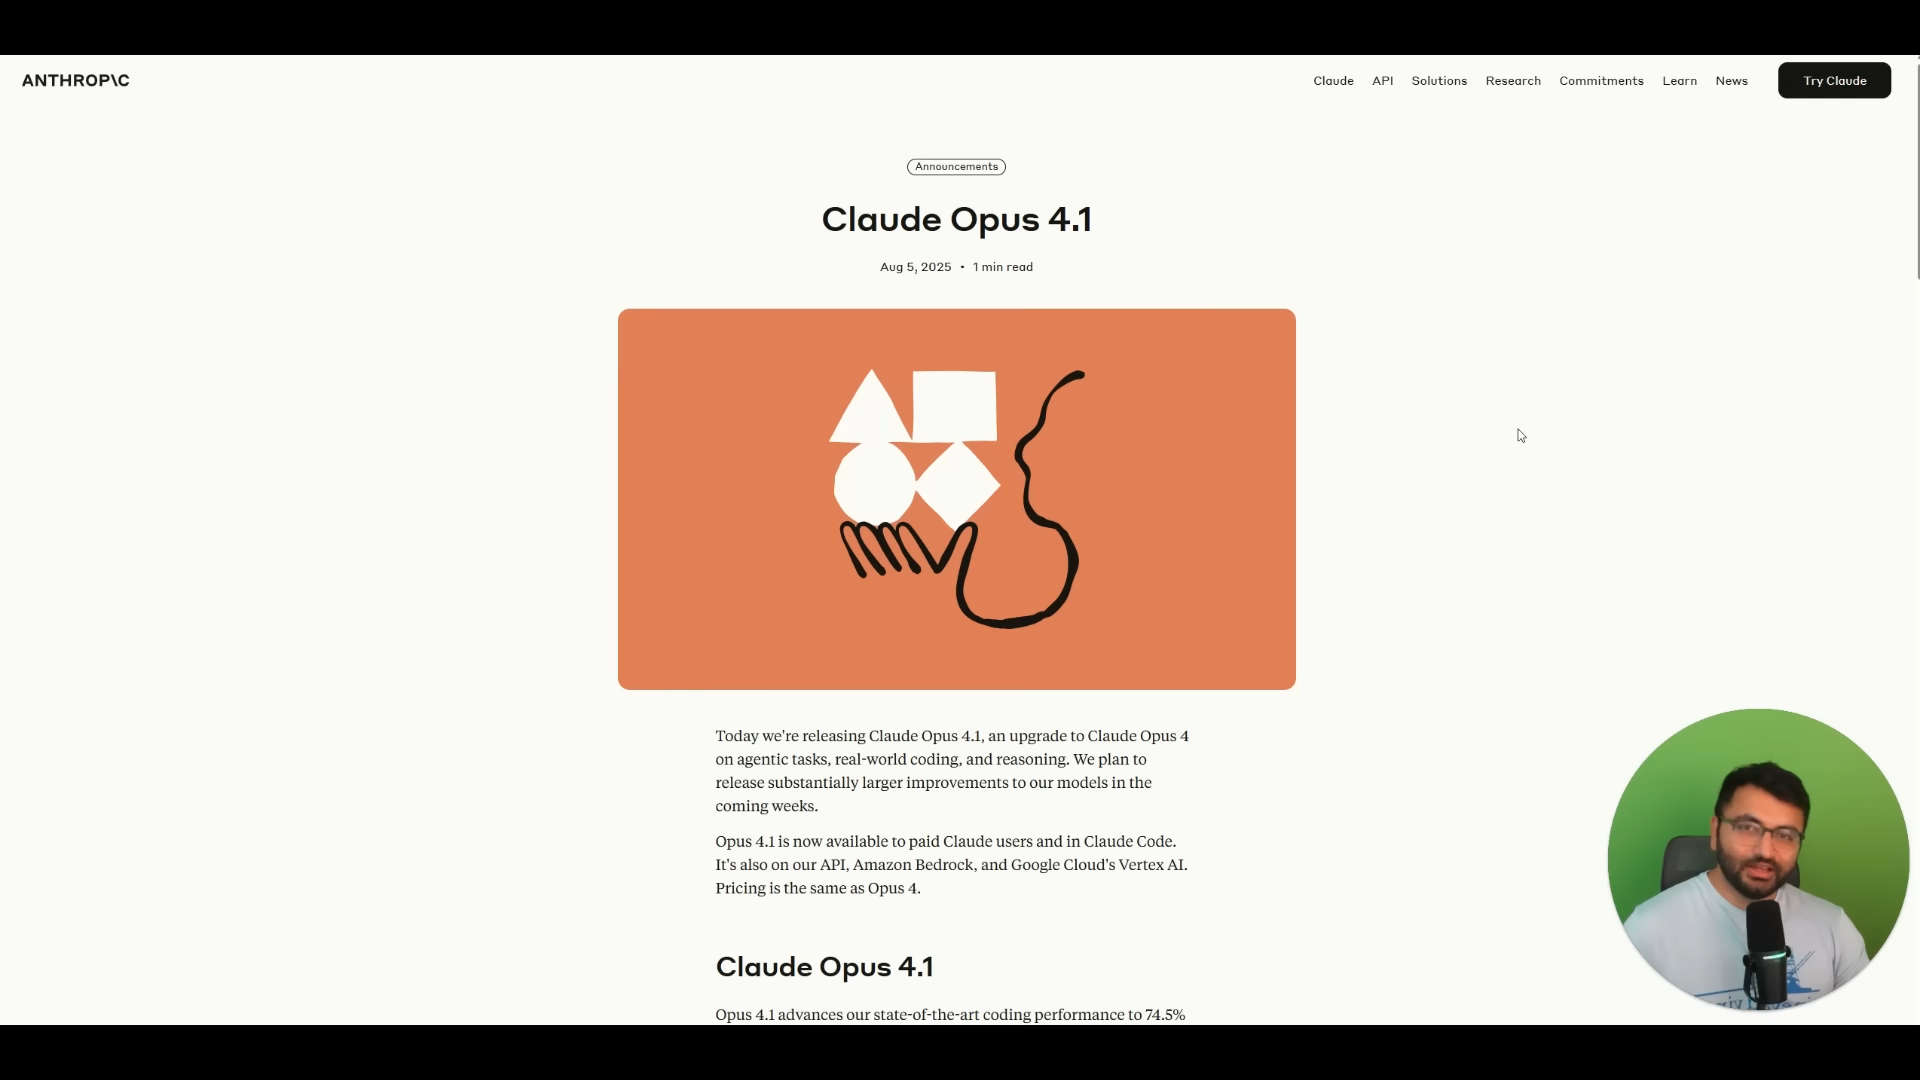 ANTHROP\C
Claude API Solutions Research Commitments Learn News Try Claude
Announcements
Claude Opus 4.1
Aug 5, 2025 • 1 min read
Today we're releasing Claude Opus 4.1, an upgrade to Claude Opus 4
on agentic tasks, real-world coding, and reasoning. We plan to
release substantially larger improvements to our models in the
coming weeks.
Opus 4.1 is now available to paid Claude users and in Claude Code.
It's also on our API, Amazon Bedrock, and Google Cloud's Vertex AI.
Pricing is the same as Opus 4.
Claude Opus 4.1
Opus 4.1 advances our state-of-the-art coding performance to 74.5%